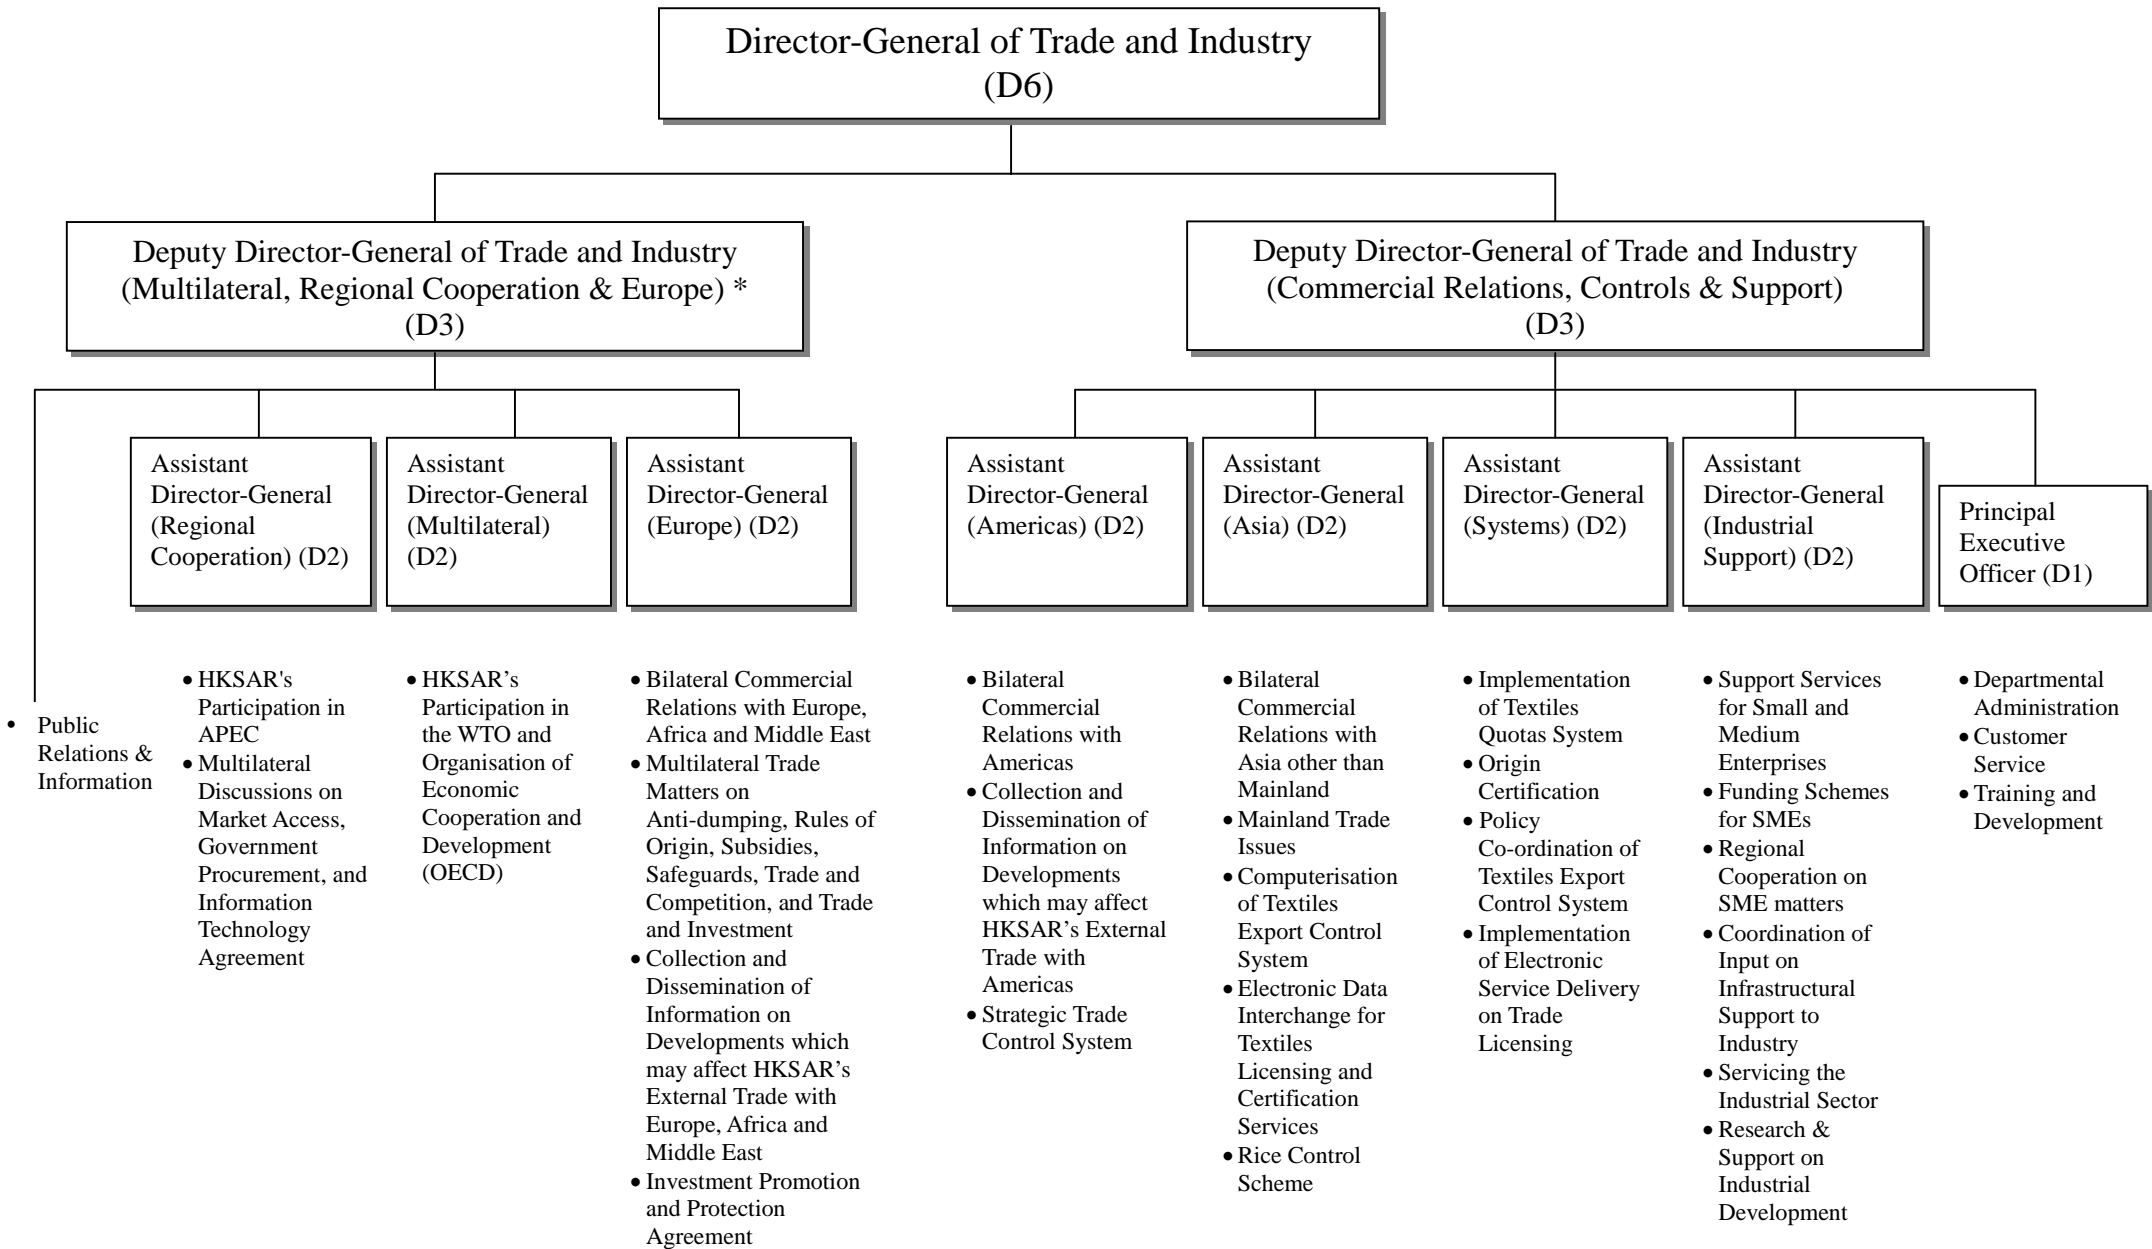 Director-General of Trade and Industry
(D6)
Deputy Director-General of Trade and Industry
(Multilateral, Regional Cooperation & Europe) *
(D3)
Deputy Director-General of Trade and Industry
(Commercial Relations, Controls & Support)
(D3)
Assistant
Director-General
(Regional
Cooperation) (D2)
Assistant
Director-General
(Multilateral)
(D2)
Assistant
Director-General
(Europe) (D2)
Assistant
Director-General
(Americas) (D2)
Assistant
Director-General
(Asia) (D2)
Assistant
Director-General
(Systems) (D2)
Assistant
Director-General
(Industrial
Support) (D2)
Principal
Executive
Officer (D1)
• Public
Relations &
Information
• HKSAR's
Participation in
APEC
• Multilateral
Discussions on
Market Access,
Government
Procurement, and
Information
Technology
Agreement
• HKSAR’s
Participation in
the WTO and
Organisation of
Economic
Cooperation and
Development
(OECD)
• Bilateral Commercial
Relations with Europe,
Africa and Middle East
• Multilateral Trade
Matters on
Anti-dumping, Rules of
Origin, Subsidies,
Safeguards, Trade and
Competition, and Trade
and Investment
• Collection and
Dissemination of
Information on
Developments which
may affect HKSAR’s
External Trade with
Europe, Africa and
Middle East
• Investment Promotion
and Protection
Agreement
• Bilateral
Commercial
Relations with
Americas
• Collection and
Dissemination of
Information on
Developments
which may affect
HKSAR’s External
Trade with
Americas
• Strategic Trade
Control System
• Bilateral
Commercial
Relations with
Asia other than
Mainland
• Mainland Trade
Issues
• Computerisation
of Textiles
Export Control
System
• Electronic Data
Interchange for
Textiles
Licensing and
Certification
Services
• Rice Control
Scheme
• Implementation
of Textiles
Quotas System
• Origin
Certification
• Policy
Co-ordination of
Textiles Export
Control System
• Implementation
of Electronic
Service Delivery
on Trade
Licensing
• Support Services
for Small and
Medium
Enterprises
• Funding Schemes
for SMEs
• Regional
Cooperation on
SME matters
• Coordination of
Input on
Infrastructural
Support to
Industry
• Servicing the
Industrial Sector
• Research &
Support on
Industrial
Development
• Departmental
Administration
• Customer
Service
• Training and
Development